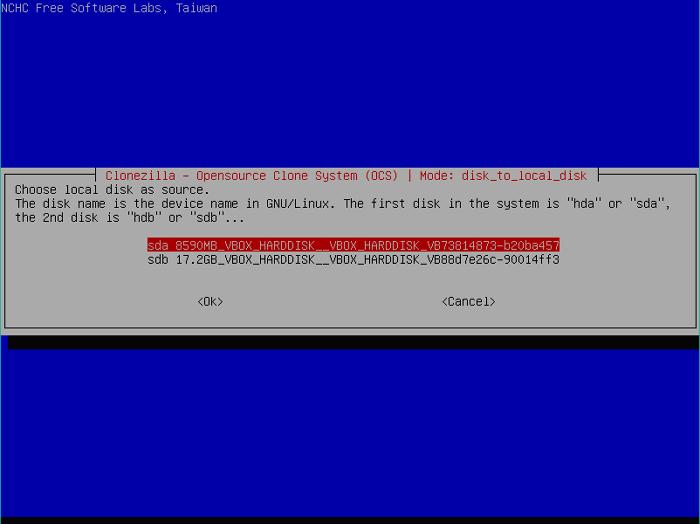 NCHC Free Software Labs, Taiwan
Clonezilla - Opensource Clone System (OCS) | Mode: disk_to_local_disk
Choose local disk as source.
The disk name is the device name in GNU/Linux. The first disk in the system is "hda" or "sda",
the 2nd disk is "hdb" or "sdb"...
sda 8590MB_VBOX_HARDDISK__VBOX_HARDDISK_VB73814873-b20ba457
sdb 17.2GB_VBOX_HARDDISK__VBOX_HARDDISK_VB88d7e26c-90014ff3
<Ok> <Cancel>